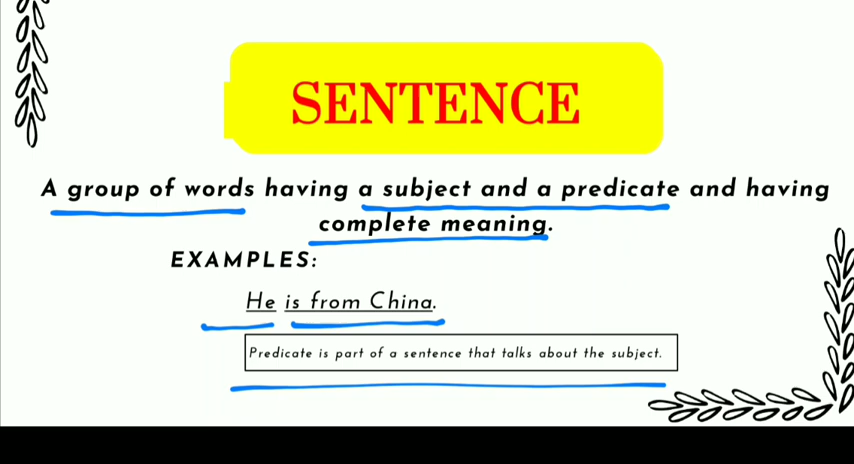 SENTENCE
A group of words having a subject and a predicate and having
complete meaning.
EXAMPLES:
He is from China.
Predicate is part of a sentence that talks about the subject.